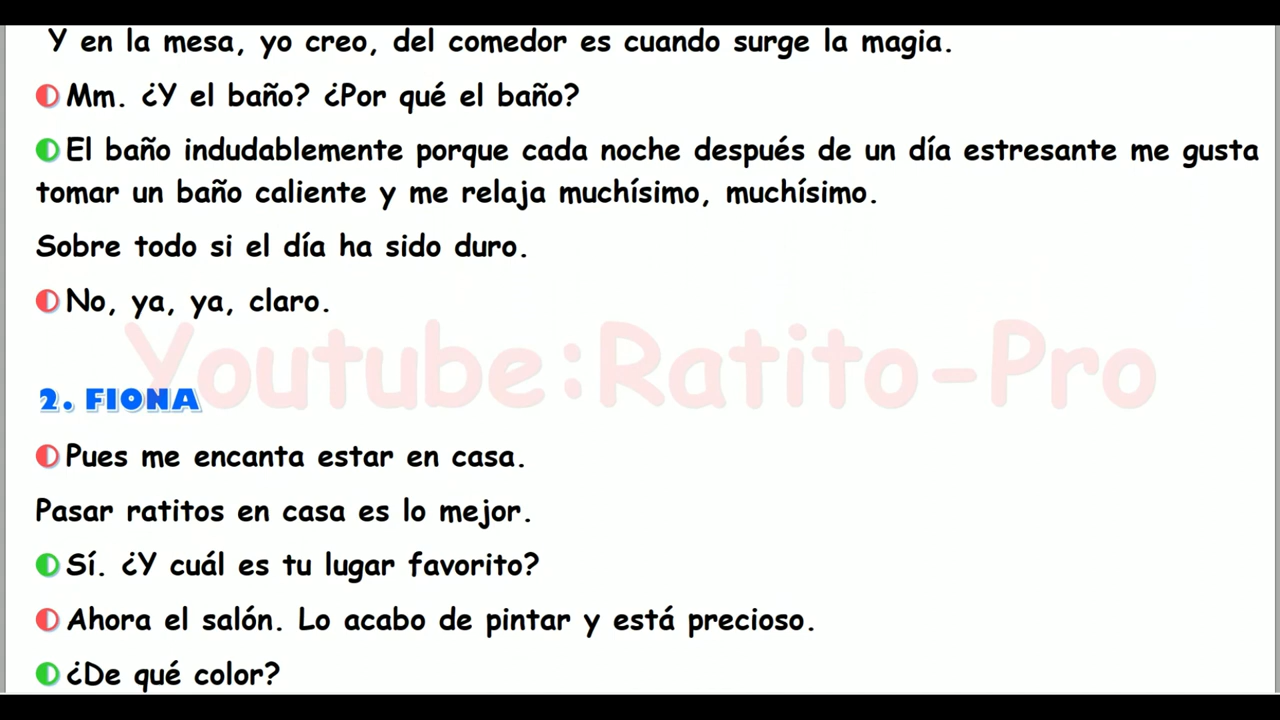 Y en la mesa, yo creo, del comedor es cuando surge la magia.
Mm. ¿Y el baño? ¿Por qué el baño?
El baño indudablemente porque cada noche después de un día estresante me gusta
tomar un baño caliente y me relaja muchísimo, muchísimo.
Sobre todo si el día ha sido duro.
No, ya, ya, claro.
Youtube:Ratito-Pro
2. FIONA
Pues me encanta estar en casa.
Pasar ratitos en casa es lo mejor.
Sí. ¿Y cuál es tu lugar favorito?
Ahora el salón. Lo acabo de pintar y está precioso.
¿De qué color?